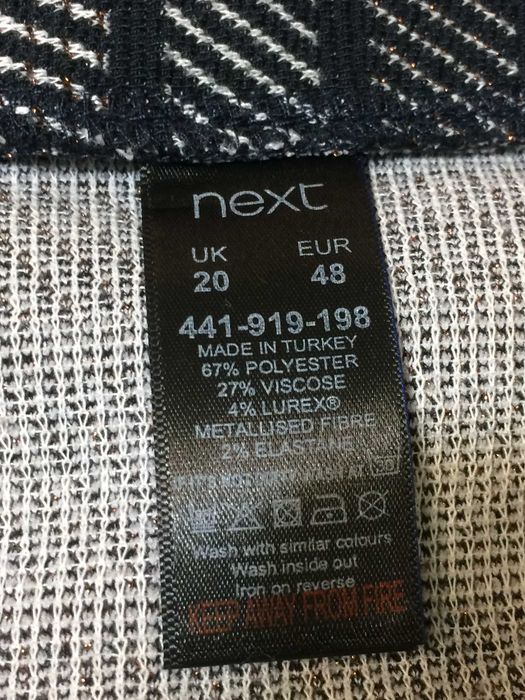 next
UK EUR
20 48
441-919-198
MADE IN TURKEY
67% POLYESTER
27% VISCOSE
4% LUREX®
METALLISED FIBRE
2% ELASTANE
Wash with similar colours
Wash inside out
Iron on reverse
KEEP AWAY FROM FIRE